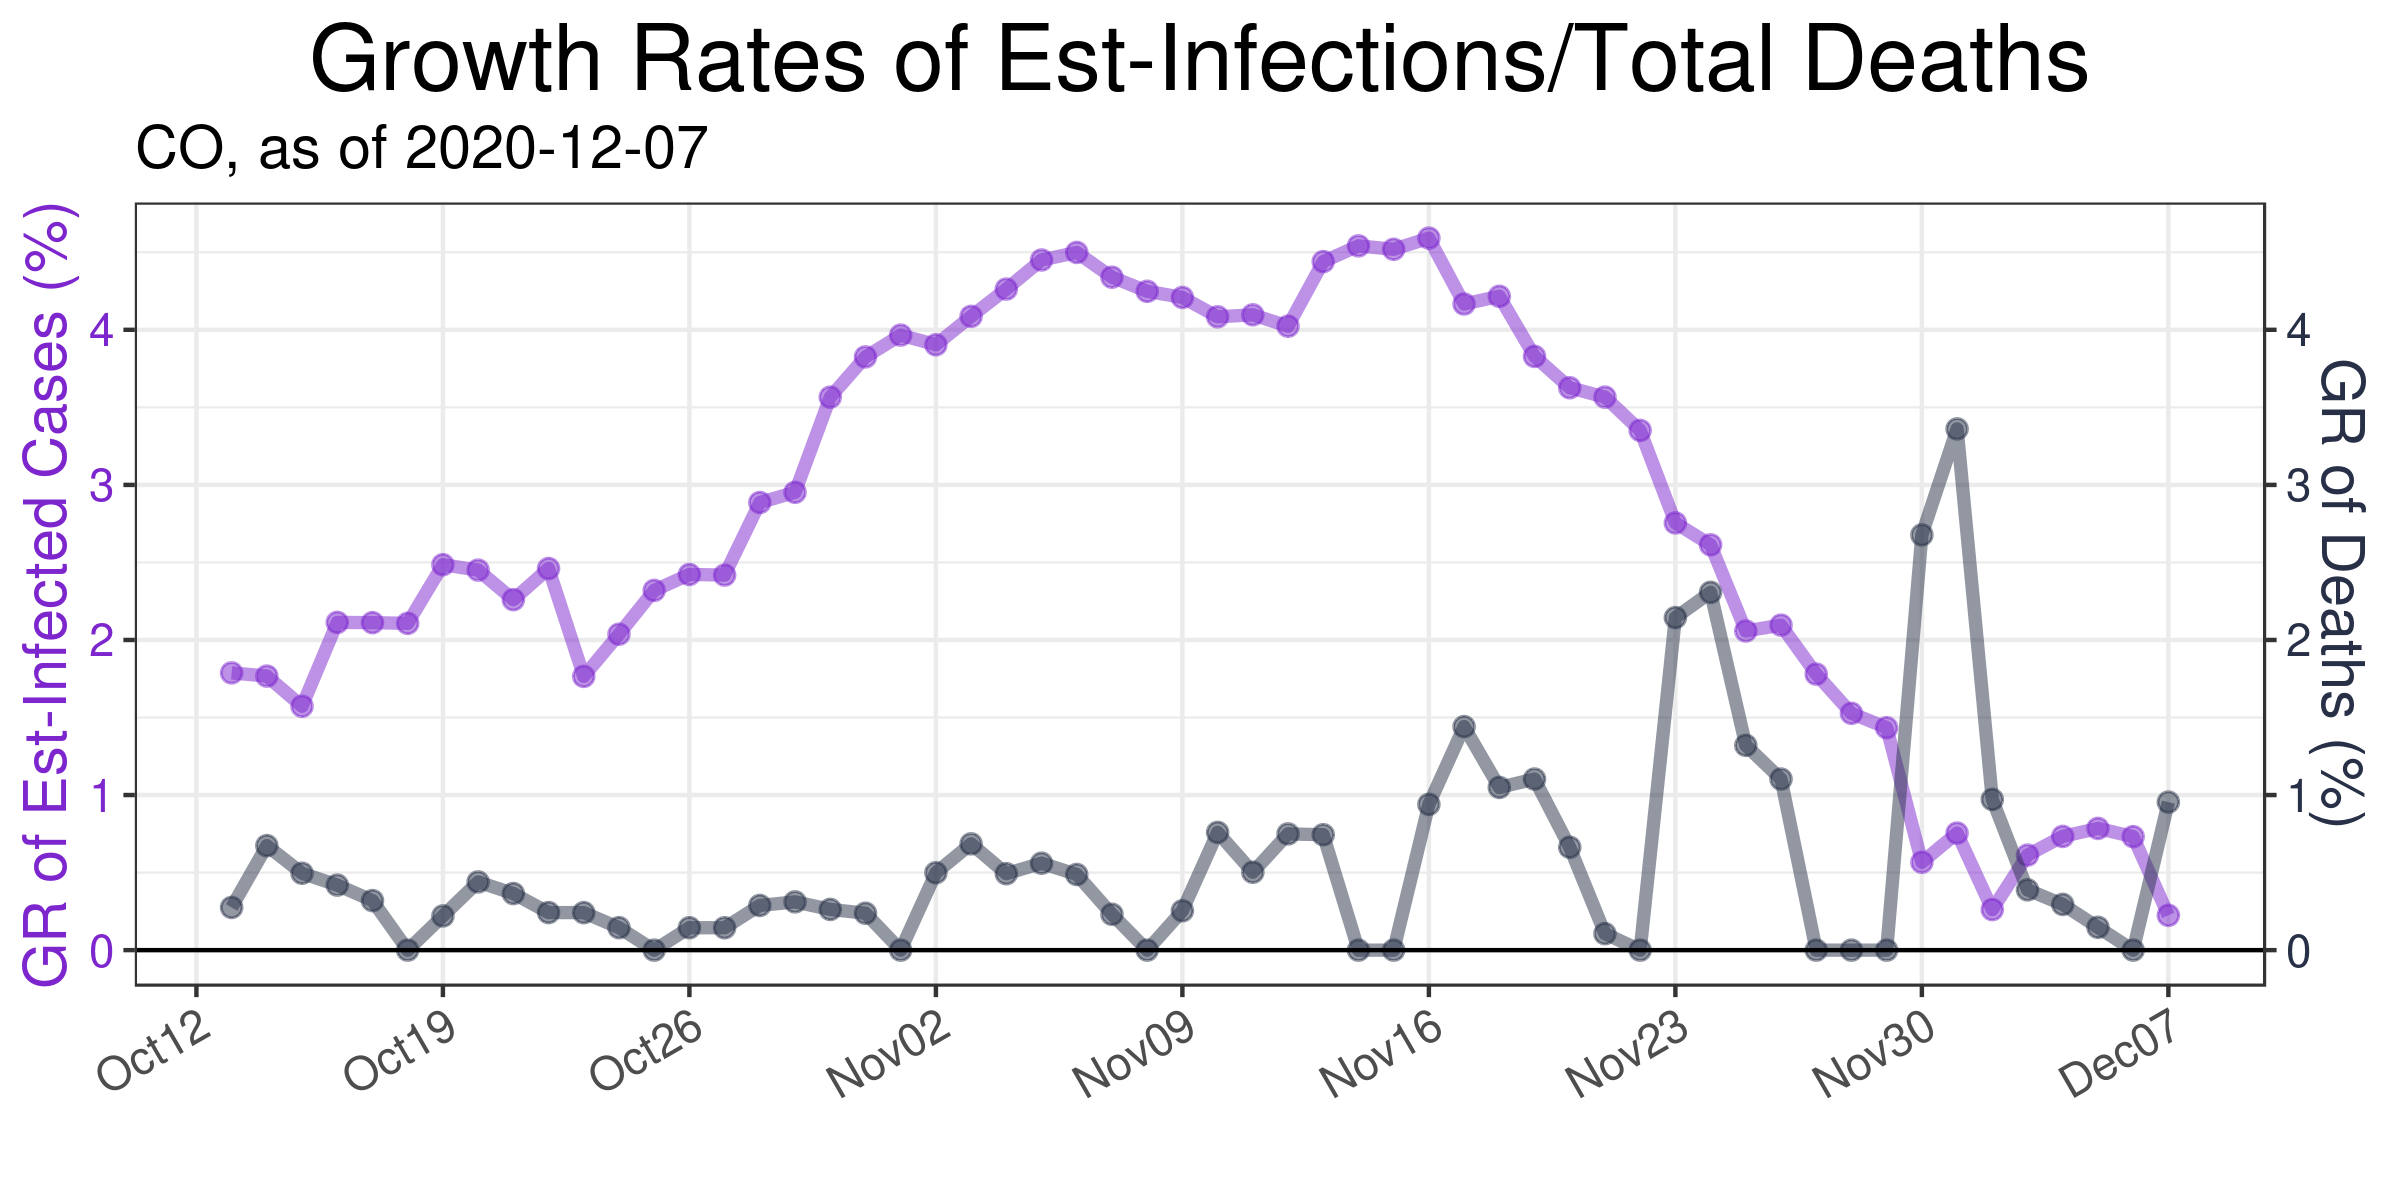 Growth Rates of Est-Infections/Total Deaths
CO, as of 2020-12-07
GR of Est-Infected Cases (%)
4
3
2
1
0
4
3
2
1
0
GR of Deaths (%)
Oct12
Oct19
Oct26
Nov02
Nov09
Nov16
Nov23
Nov30
Dec07